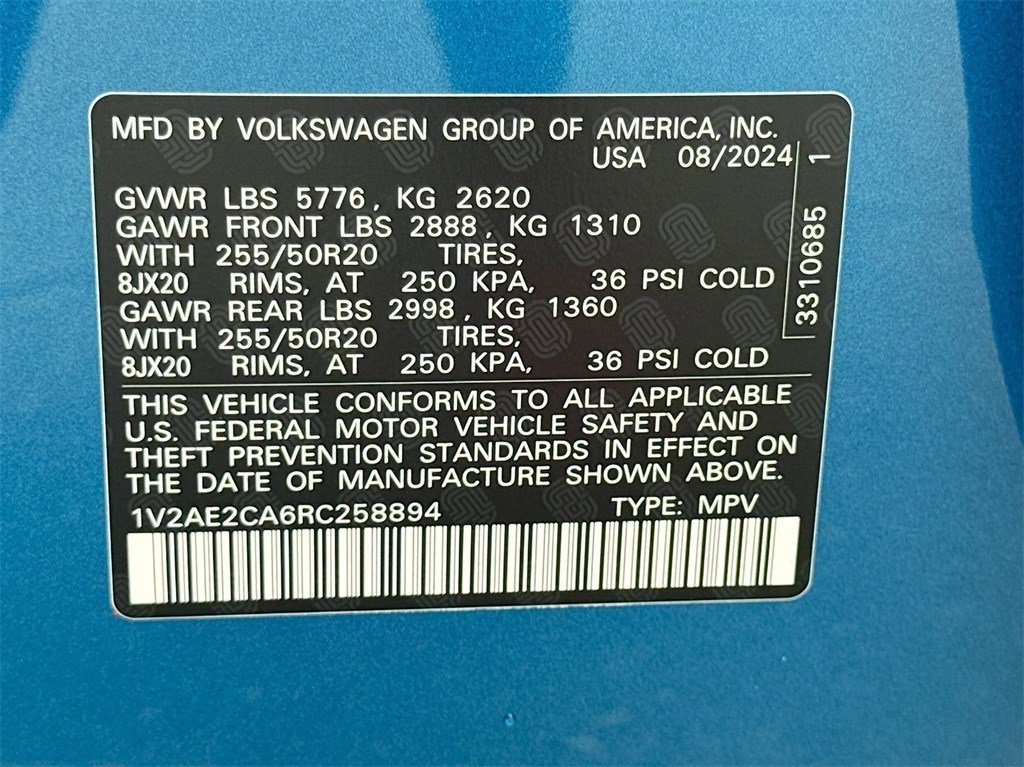 MFD BY VOLKSWAGEN GROUP OF AMERICA, INC.
USA 08/2024
GVWR LBS 5776, KG 2620
GAWR FRONT LBS 2888, KG 1310
WITH 255/50R20 TIRES,
8JX20 RIMS, AT 250 KPA, 36 PSI COLD
GAWR REAR LBS 2998, KG 1360
WITH 255/50R20 TIRES,
8JX20 RIMS, AT 250 KPA, 36 PSI COLD
3310685 1
THIS VEHICLE CONFORMS TO ALL APPLICABLE
U.S. FEDERAL MOTOR VEHICLE SAFETY AND
THEFT PREVENTION STANDARDS IN EFFECT ON
THE DATE OF MANUFACTURE SHOWN ABOVE.
1V2AE2CA6RC258894 TYPE: MPV